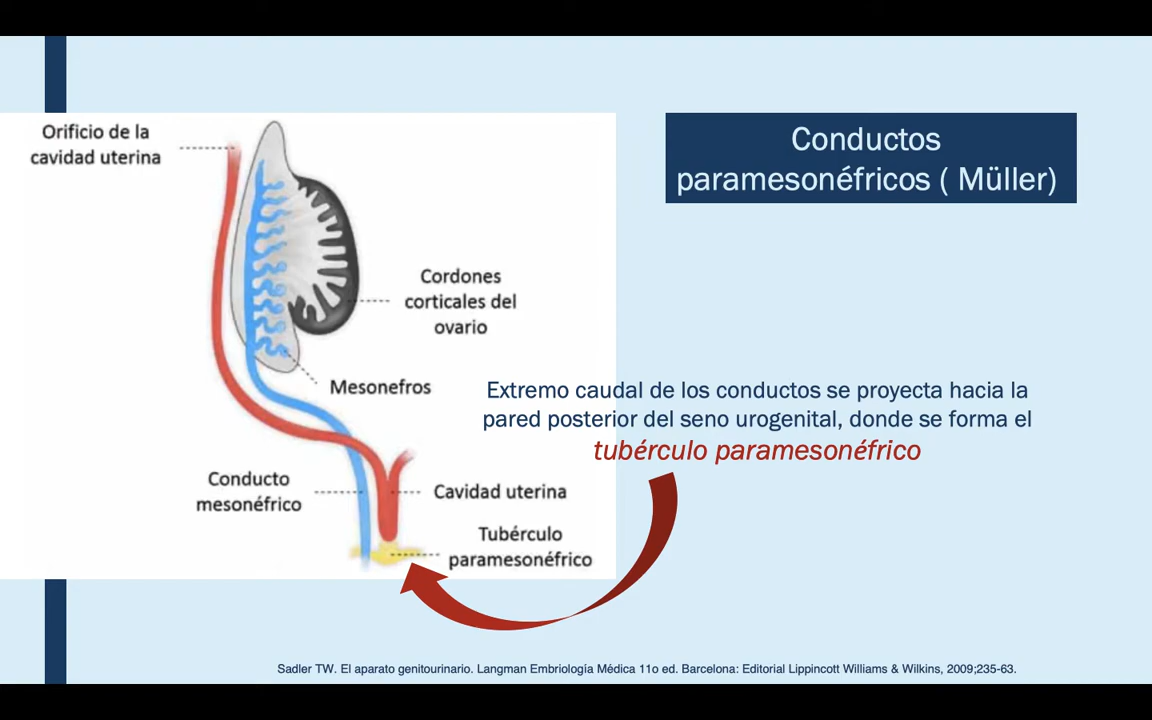 Orificio de la
cavidad uterina
Conductos
paramesonéfricos ( Müller)
Cordones
corticales del
ovario
Mesonefros
Extremo caudal de los conductos se proyecta hacia la
pared posterior del seno urogenital, donde se forma el
tubérculo paramesonéfrico
Conducto
mesonéfrico
Cavidad uterina
Tubérculo
paramesonéfrico
Sadler TW. El aparato genitourinario. Langman Embriología Médica 11o ed. Barcelona: Editorial Lippincott Williams & Wilkins, 2009;235-63.